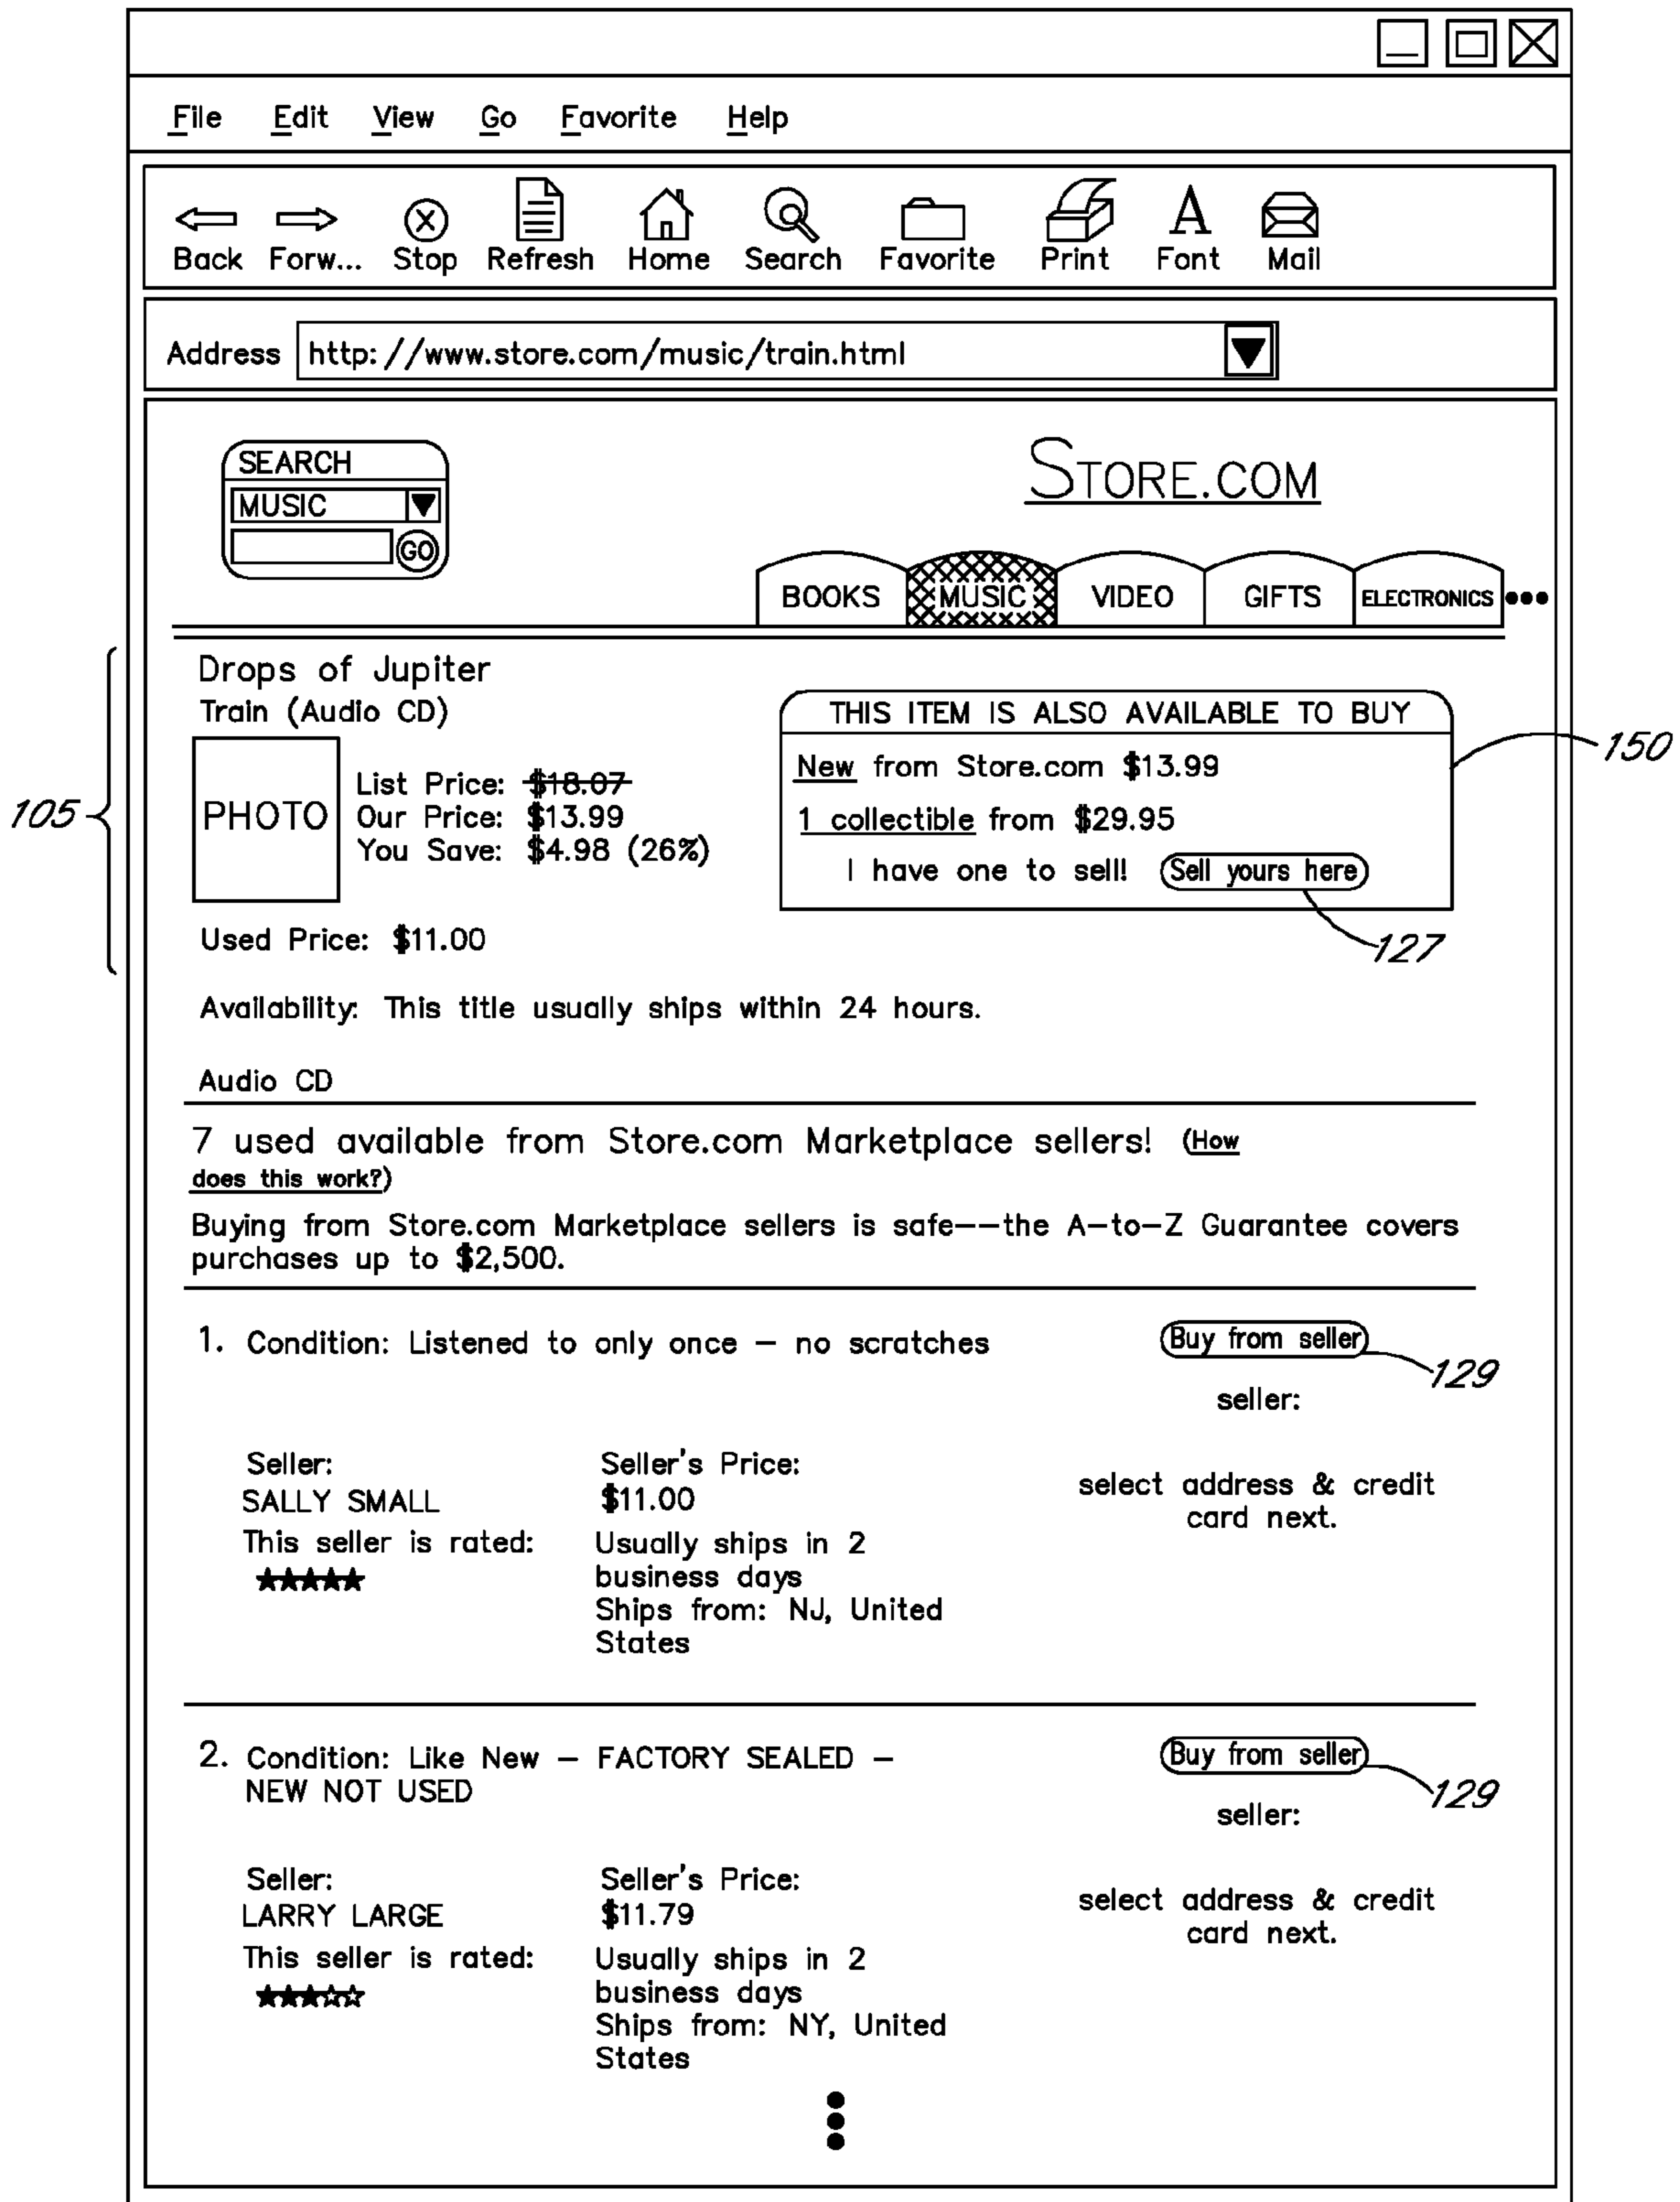 File Edit View Go Favorite Help
Back Forw... Stop Refresh Home Search Favorite Print Font Mail
Address http://www.store.com/music/train.html
SEARCH
MUSIC
GO
STORE.COM
BOOKS MUSIC VIDEO GIFTS ELECTRONICS
105
Drops of Jupiter
Train (Audio CD)
PHOTO
List Price: $18.07
Our Price: $13.99
You Save: $4.98 (26%)
Used Price: $11.00
THIS ITEM IS ALSO AVAILABLE TO BUY
New from Store.com $13.99
1 collectible from $29.95
I have one to sell! Sell yours here
150
127
Availability: This title usually ships within 24 hours.
Audio CD
7 used available from Store.com Marketplace sellers! (How
does this work?)
Buying from Store.com Marketplace sellers is safe--the A-to-Z Guarantee covers
purchases up to $2,500.
1. Condition: Listened to only once – no scratches
Buy from seller
129
seller:
Seller:
SALLY SMALL
This seller is rated:
★★★★★
Seller's Price:
$11.00
Usually ships in 2
business days
Ships from: NJ, United
States
select address & credit
card next.
2. Condition: Like New – FACTORY SEALED –
NEW NOT USED
Buy from seller
129
seller:
Seller:
LARRY LARGE
This seller is rated:
★★★☆☆
Seller's Price:
$11.79
Usually ships in 2
business days
Ships from: NY, United
States
select address & credit
card next.